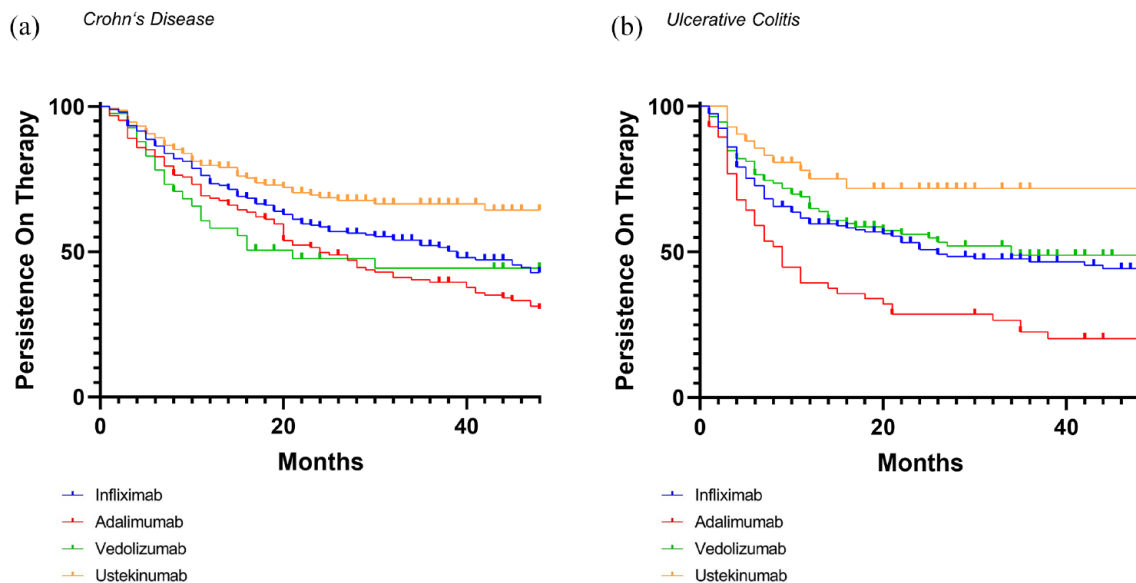 (a) Crohn's Disease
100
50
0
0 20 40
Persistence On Therapy
Months
Infliximab
Adalimumab
Vedolizumab
Ustekinumab
(b) Ulcerative Colitis
100
50
0
0 20 40
Persistence On Therapy
Months
Infliximab
Adalimumab
Vedolizumab
Ustekinumab